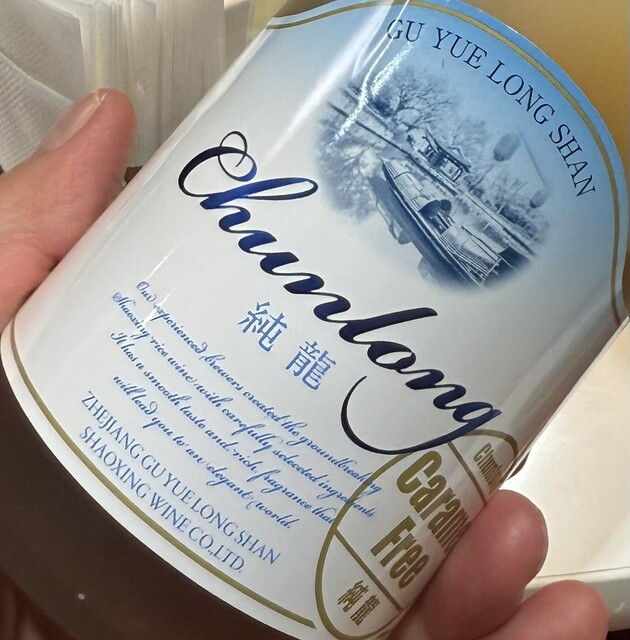 GU YUE LONG SHAN
Chunlong
純龍
Our experienced brewers created the groundbreaking
Shaoxing rice wine with carefully selected ingredients.
It has a smooth taste and rich fragrance that
will lead you to an elegant world.
ZHEJIANG GU YUE LONG SHAN
SHAOXING WINE CO.,LTD.
Free
純龍